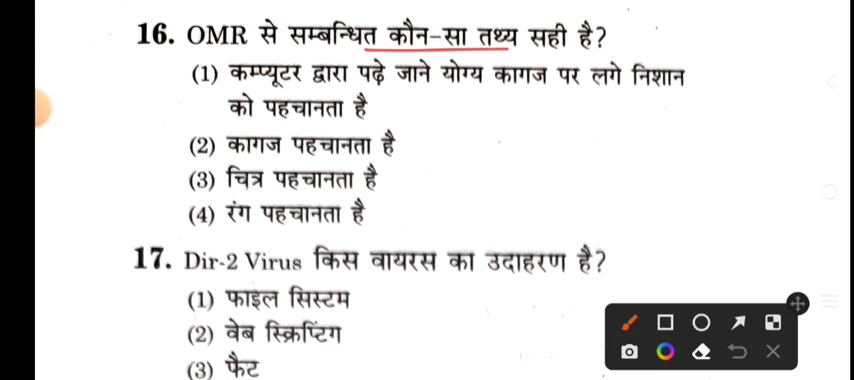 16. OMR से सम्बन्धित कौन-सा तथ्य सही है?
(1) कम्प्यूटर द्वारा पढ़े जाने योग्य कागज पर लगे निशान
को पहचानता है
(2) कागज पहचानता है
(3) चित्र पहचानता है
(4) रंग पहचानता है
17. Dir-2 Virus किस वायरस का उदाहरण है?
(1) फाइल सिस्टम
(2) वेब स्क्रिप्टिंग
(3) फैट